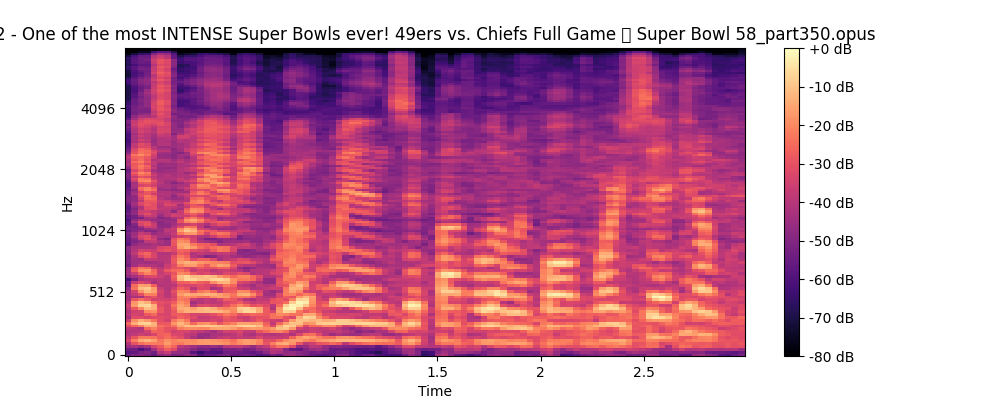 2 - One of the most INTENSE Super Bowls ever! 49ers vs. Chiefs Full Game  Super Bowl 58_part350.opus
4096
2048
1024
512
0
Hz
0
0.5
1
1.5
2
2.5
Time
+0 dB
-10 dB
-20 dB
-30 dB
-40 dB
-50 dB
-60 dB
-70 dB
-80 dB